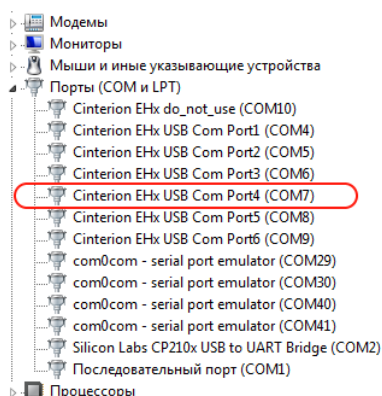 Модемы
Мониторы
Мыши и иные указывающие устройства
Порты (COM и LPT)
Cinterion EHx do_not_use (COM10)
Cinterion EHx USB Com Port1 (COM4)
Cinterion EHx USB Com Port2 (COM5)
Cinterion EHx USB Com Port3 (COM6)
Cinterion EHx USB Com Port4 (COM7)
Cinterion EHx USB Com Port5 (COM8)
Cinterion EHx USB Com Port6 (COM9)
com0com - serial port emulator (COM29)
com0com - serial port emulator (COM30)
com0com - serial port emulator (COM40)
com0com - serial port emulator (COM41)
Silicon Labs CP210x USB to UART Bridge (COM2)
Последовательный порт (COM1)
Процессоры